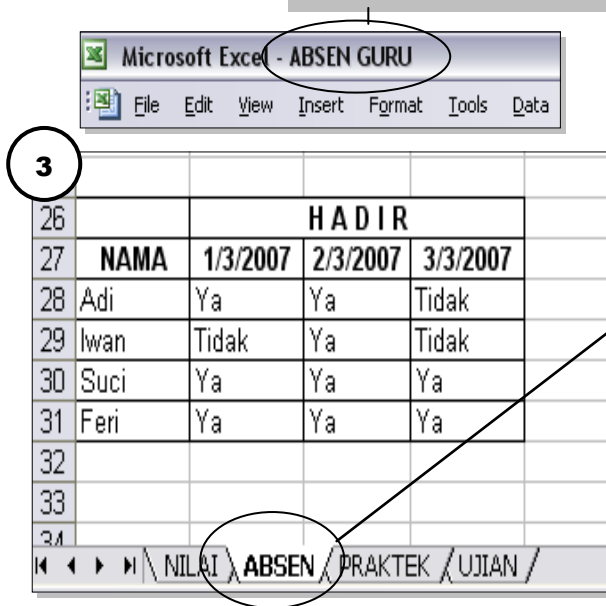 Microsoft Excel - ABSEN GURU
File Edit View Insert Format Tools Data
3
26 HADIR
27 NAMA 1/3/2007 2/3/2007 3/3/2007
28 Adi Ya Ya Tidak
29 Iwan Tidak Ya Tidak
30 Suci Ya Ya Ya
31 Feri Ya Ya Ya
32
33
34
NILAI ABSEN PRAKTEK UJIAN